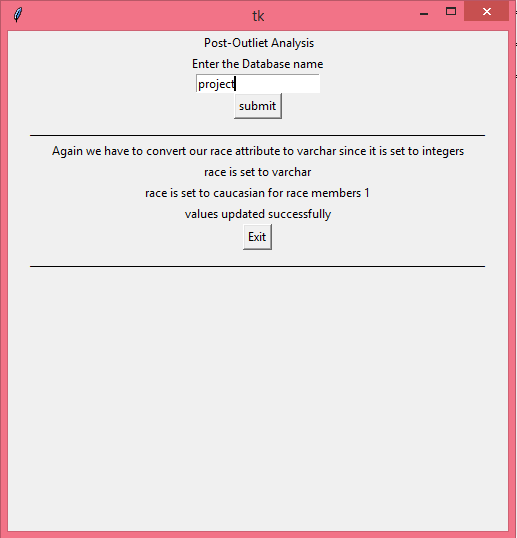 tk
Post-Outliet Analysis
Enter the Database name
project
submit
Again we have to convert our race attribute to varchar since it is set to integers
race is set to varchar
race is set to caucasian for race members 1
values updated successfully
Exit